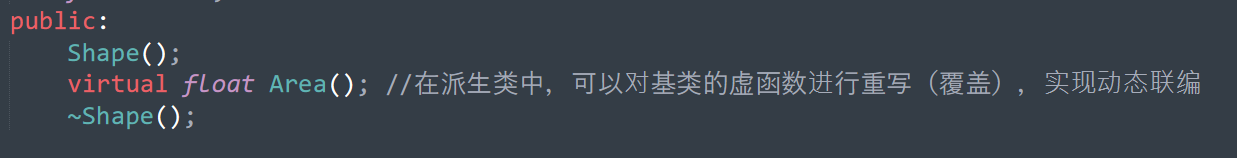 public:
    Shape();
    virtual float Area(); //在派生类中，可以对基类的虚函数进行重写（覆盖），实现动态联编
    ~Shape();